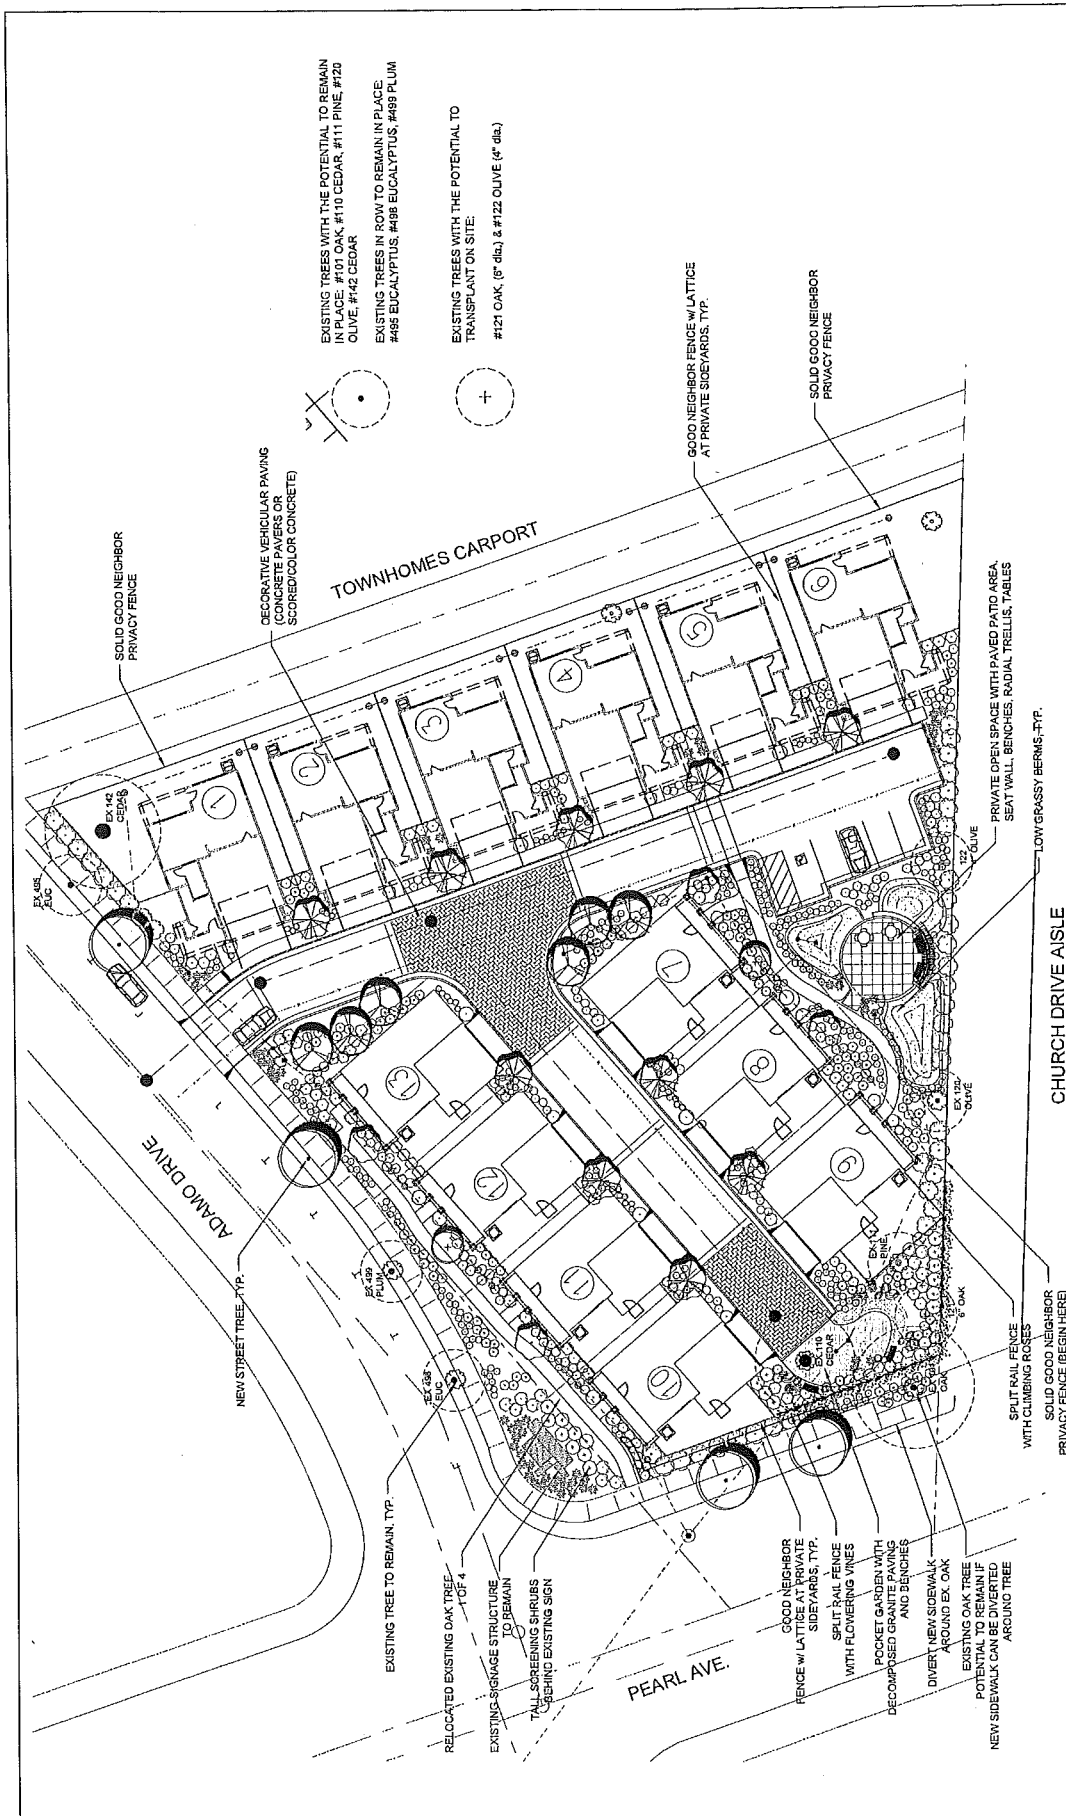 EXISTING TREES WITH THE POTENTIAL TO REMAIN
IN PLACE: #101 OAK, #110 CEDAR, #111 PINE, #120
OLIVE, #142 CEDAR
EXISTING TREES IN ROW TO REMAIN IN PLACE:
#495 EUCALYPTUS, #498 EUCALYPTUS, #499 PLUM
EXISTING TREES WITH THE POTENTIAL TO
TRANSPLANT ON SITE:
#121 OAK, (6" dia.) & #122 OLIVE (4" dia.)
SOLID GOOD NEIGHBOR
PRIVACY FENCE
DECORATIVE VEHICULAR PAVING
(CONCRETE PAVERS OR
SCORED/COLOR CONCRETE)
TOWNHOMES CARPORT
GOOD NEIGHBOR FENCE w/ LATTICE
AT PRIVATE SIDEYARDS, TYP.
SOLID GOOD NEIGHBOR
PRIVACY FENCE
EX 142
CEDAR
EX 495
EUC
1
2
3
4
5
6
7
8
9
10
11
12
13
ADAMO DRIVE
NEW STREET TREE, TYP.
EX 499
PLUM
EX 498
EUC
EX 110
CEDAR
PINE
6" OAK
OAK
EX 120
OLIVE
122
OLIVE
PRIVATE OPEN SPACE WITH PAVED PATIO AREA,
SEAT WALL, BENCHES, RADIAL TRELLIS, TABLES
LOW GRASSY BERMS, TYP.
CHURCH DRIVE AISLE
EXISTING TREE TO REMAIN, TYP.
RELOCATED EXISTING OAK TREE
1 OF 4
EXISTING SIGNAGE STRUCTURE
TO REMAIN
TALL SCREENING SHRUBS
BEHIND EXISTING SIGN
PEARL AVE.
GOOD NEIGHBOR
FENCE w/ LATTICE AT PRIVATE
SIDEYARDS, TYP.
SPLIT RAIL FENCE
WITH FLOWERING VINES
POCKET GARDEN WITH
DECOMPOSED GRANITE PAVING
AND BENCHES
DIVERT NEW SIDEWALK
AROUND EX. OAK
EXISTING OAK TREE
POTENTIAL TO REMAIN IF
NEW SIDEWALK CAN BE DIVERTED
AROUND TREE
SPLIT RAIL FENCE
WITH CLIMBING ROSES
SOLID GOOD NEIGHBOR
PRIVACY FENCE (BEGIN HERE)